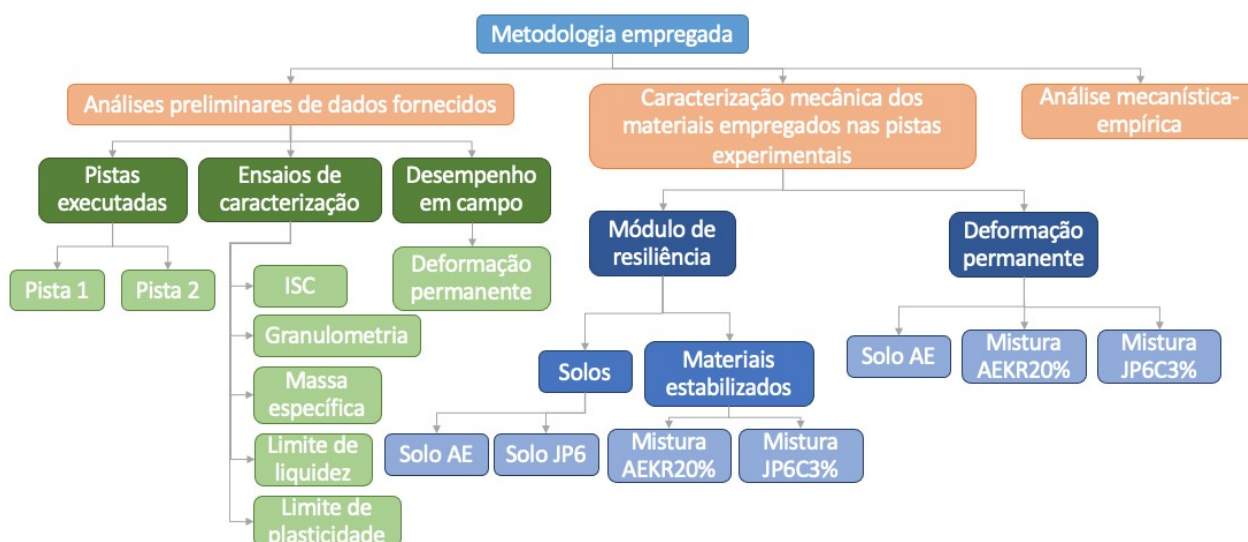 Metodologia empregada
Análises preliminares de dados fornecidos
Caracterização mecânica dos
materiais empregados nas pistas
experimentais
Análise mecanística-
empírica
Pistas
executadas
Ensaios de
caracterização
Desempenho
em campo
Pista 1
Pista 2
ISC
Granulometria
Massa
específica
Limite de
liquidez
Limite de
plasticidade
Deformação
permanente
Módulo de
resiliência
Deformação
permanente
Solos
Materiais
estabilizados
Solo AE
Solo JP6
Mistura
AEKR20%
Mistura
JP6C3%
Solo AE
Mistura
AEKR20%
Mistura
JP6C3%